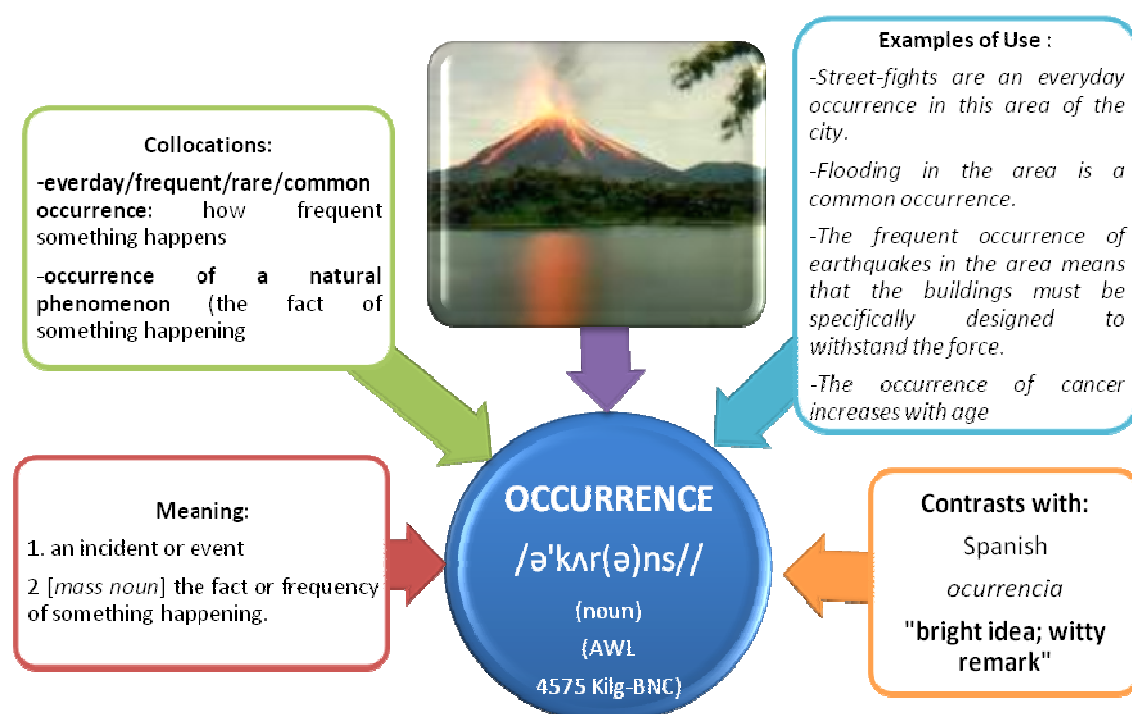 Collocations:
-everday/frequent/rare/common
occurrence: how frequent
something happens
-occurrence of a natural
phenomenon (the fact of
something happening
Examples of Use :
-Street-fights are an everyday
occurrence in this area of the
city.
-Flooding in the area is a
common occurrence.
-The frequent occurrence of
earthquakes in the area means
that the buildings must be
specifically designed to
withstand the force.
-The occurrence of cancer
increases with age
Meaning:
1. an incident or event
2 [mass noun] the fact or frequency
of something happening.
OCCURRENCE
/ə'kʌr(ə)ns//
(noun)
(AWL
4575 Kilg-BNC)
Contrasts with:
Spanish
ocurrencia
"bright idea; witty
remark"